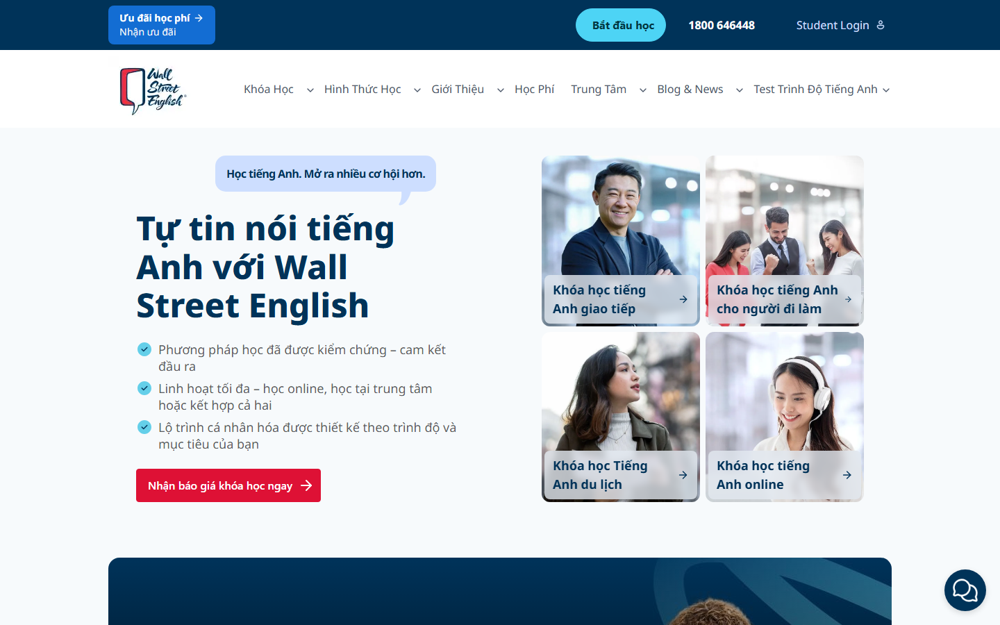 Ưu đãi học phí
Nhận ưu đãi
Bắt đầu học
1800 646448
Student Login
Wall
Street
English
Khóa Học
Hình Thức Học
Giới Thiệu
Học Phí
Trung Tâm
Blog & News
Test Trình Độ Tiếng Anh
Học tiếng Anh. Mở ra nhiều cơ hội hơn.
Tự tin nói tiếng
Anh với Wall
Street English
Phương pháp học đã được kiểm chứng – cam kết
đầu ra
Linh hoạt tối đa – học online, học tại trung tâm
hoặc kết hợp cả hai
Lộ trình cá nhân hóa được thiết kế theo trình độ và
mục tiêu của bạn
Nhận báo giá khóa học ngay
Khóa học tiếng
Anh giao tiếp
Khóa học tiếng Anh
cho người đi làm
Khóa học Tiếng
Anh du lịch
Khóa học tiếng
Anh online